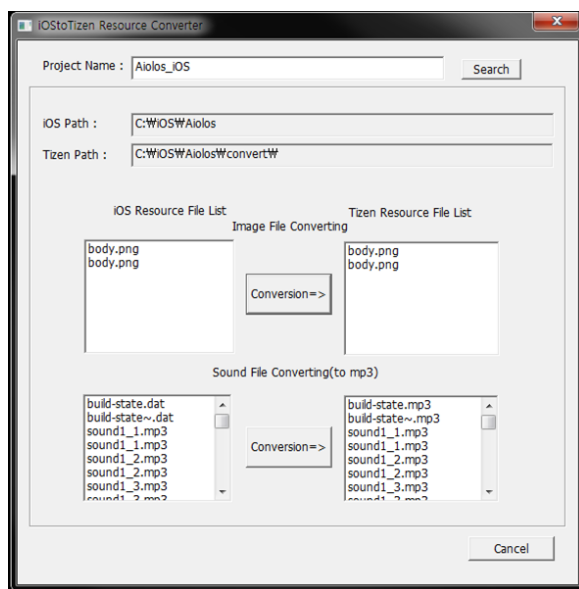 iOStoTizen Resource Converter
Project Name : Aiolos_iOS Search
iOS Path : C:₩iOS₩Aiolos
Tizen Path : C:₩iOS₩Aiolos₩convert₩
iOS Resource File List Tizen Resource File List
Image File Converting
body.png
body.png
Conversion=>
body.png
body.png
Sound File Converting(to mp3)
build-state.dat
build-state~.dat
sound1_1.mp3
sound1_1.mp3
sound1_2.mp3
sound1_2.mp3
sound1_3.mp3
Conversion=>
build-state.mp3
build-state~.mp3
sound1_1.mp3
sound1_1.mp3
sound1_2.mp3
sound1_2.mp3
sound1_3.mp3
Cancel